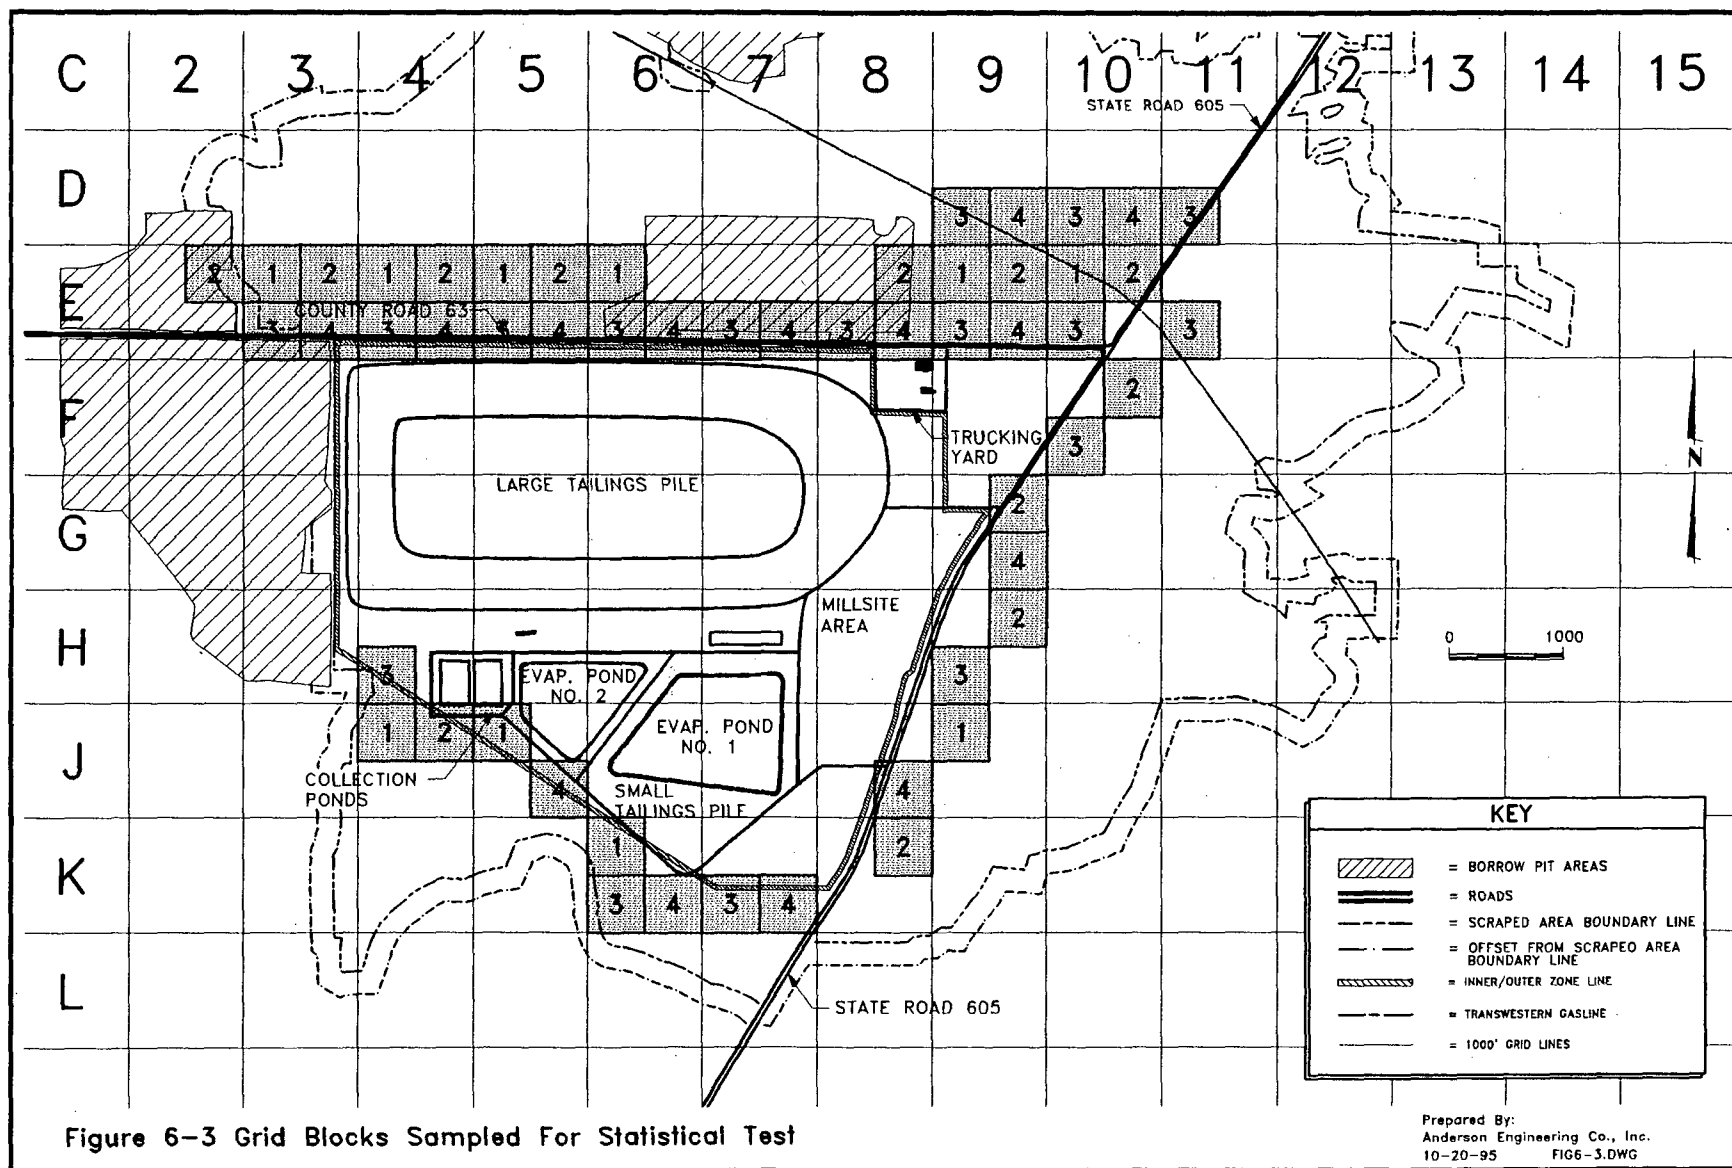 C 2 3 4 5 6 7 8 9 10 11 12 13 14 15
STATE ROAD 605
D
3 4 3 4 3
2 1 2 1 2 1 2 1 2 1 2 1 2
E
COUNTY ROAD 63
3 4 3 4 3 4 3 4 3 4 3 4 3 4 3 3
2
F
TRUCKING
YARD
3
N
LARGE TAILINGS PILE
2
G
4
MILLSITE
AREA
2
H
0 1000
3
EVAP. POND
NO. 2
3
1 2 1
EVAP. POND
NO. 1
1
J
COLLECTION
PONDS
4
SMALL
TAILINGS PILE
4
1
2
K
3 4 3 4
L
STATE ROAD 605
KEY
= BORROW PIT AREAS
= ROADS
= SCRAPED AREA BOUNDARY LINE
= OFFSET FROM SCRAPED AREA
BOUNDARY LINE
= INNER/OUTER ZONE LINE
= TRANSWESTERN GASLINE
= 1000' GRID LINES
Figure 6-3 Grid Blocks Sampled For Statistical Test
Prepared By:
Anderson Engineering Co., Inc.
10-20-95 FIG6-3.DWG